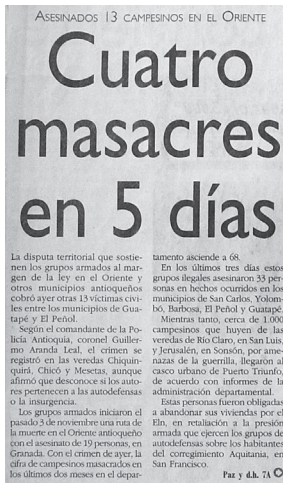 ASESINADOS 13 CAMPESINOS EN EL ORIENTE
Cuatro
masacres
en 5 días
La disputa territorial que sostie-
nen los grupos armados al mar-
gen de la ley en el Oriente y
otros municipios antioqueños
cobró ayer otras 13 víctimas civi-
les entre los municipios de Gua-
tapé y El Peñol.
Según el comandante de la Po-
licía Antioquia, coronel Guiller-
mo Aranda Leal, el crimen se
registró en las veredas Chiquin-
quirá, Chicó y Mesetas, aunque
afirmó que desconoce si los auto-
res pertenecen a las autodefensas
o la insurgencia.
Los grupos armados iniciaron el
pasado 3 de noviembre una ruta de
la muerte en el Oriente antioqueño
con el asesinato de 19 personas, en
Granada. Con el crimen de ayer, la
cifra de campesinos masacrados en
los últimos dos meses en el depar-
tamento asciende a 68.
En los últimos tres días estos
grupos ilegales asesinaron 33 per-
sonas en hechos ocurridos en los
municipios de San Carlos, Yolom-
bó, Barbosa, El Peñol y Guatapé.
Mientras tanto, cerca de 1.000
campesinos que huyen de las
veredas de Río Claro, en San Luis,
y Jerusalén, en Sonsón, por ame-
nazas de la guerrilla, llegaron al
casco urbano de Puerto Triunfo,
de acuerdo con informes de la
administración departamental.
Estas personas fueron obligadas
a abandonar sus viviendas por el
Eln, en retaliación a la presión
armada que ejercen los grupos de
autodefensa sobre los habitantes
del corregimiento Aquitania, en
San Francisco.
Paz y d.h. 7A